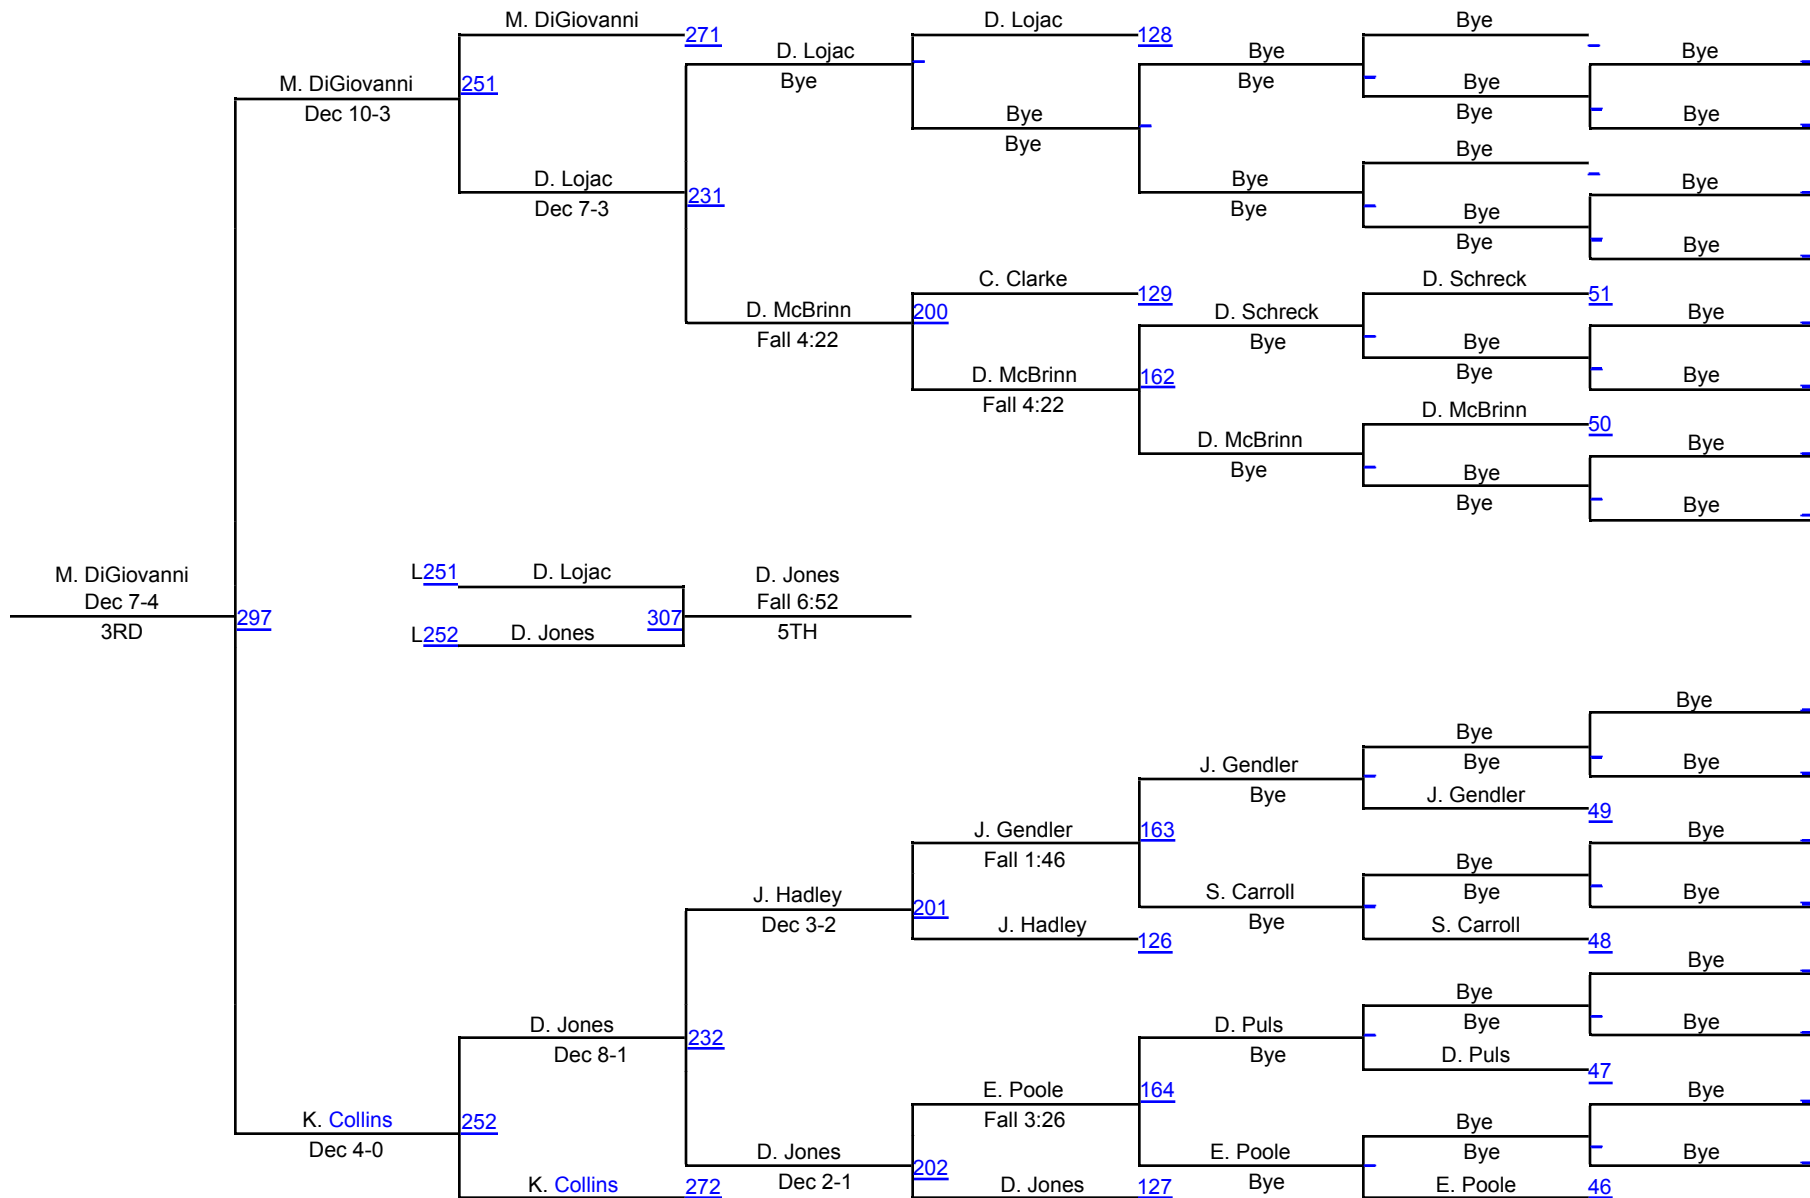 M. DiGiovanni
271
D. Lojac
128
Bye
D. Lojac
Bye
Bye
Bye
Bye
M. DiGiovanni
Dec 10-3
251
Bye
Bye
Bye
Bye
Bye
Bye
D. Lojac
Dec 7-3
231
Bye
Bye
Bye
Bye
Bye
Bye
C. Clarke
129
D. Schreck
51
D. McBrinn
Fall 4:22
200
D. Schreck
Bye
Bye
Bye
Bye
D. McBrinn
Fall 4:22
162
Bye
D. McBrinn
50
D. McBrinn
Bye
Bye
Bye
Bye
Bye
M. DiGiovanni
Dec 7-4
3RD
297
L251
D. Lojac
L252
D. Jones
307
D. Jones
Fall 6:52
5TH
Bye
Bye
Bye
Bye
J. Gendler
Bye
J. Gendler
49
J. Gendler
Fall 1:46
163
Bye
Bye
Bye
Bye
J. Hadley
Dec 3-2
201
S. Carroll
Bye
J. Hadley
126
S. Carroll
48
Bye
Bye
Bye
Bye
D. Jones
Dec 8-1
232
D. Puls
Bye
D. Puls
47
E. Poole
Fall 3:26
164
Bye
K. Collins
Dec 4-0
252
Bye
Bye
Bye
D. Jones
Dec 2-1
202
E. Poole
Bye
K. Collins
272
D. Jones
127
E. Poole
46